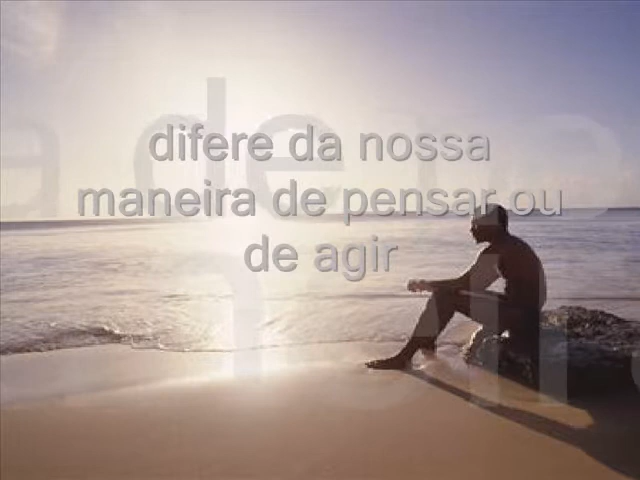 difere da nossa
maneira de pensar ou
de agir